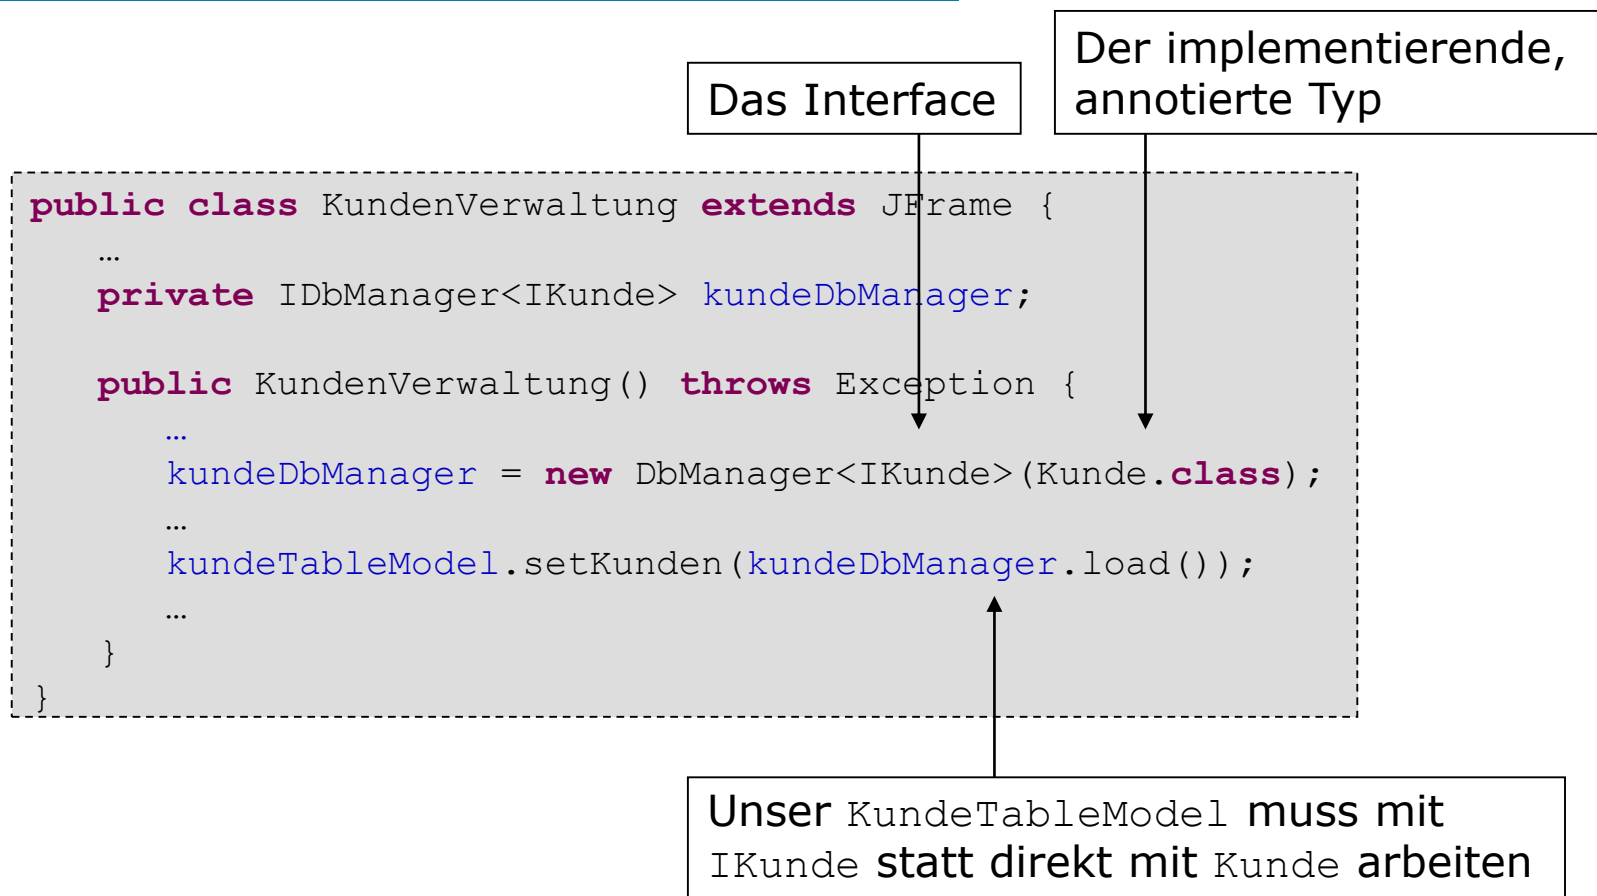 Der implementierende,
annotierte Typ
Das Interface
public class KundenVerwaltung extends JFrame {
…
private IDbManager<IKunde> kundeDbManager;
public KundenVerwaltung() throws Exception {
…
kundeDbManager = new DbManager<IKunde>(Kunde.class);
…
kundeTableModel.setKunden(kundeDbManager.load());
…
}
}
Unser KundeTableModel muss mit
IKunde statt direkt mit Kunde arbeiten